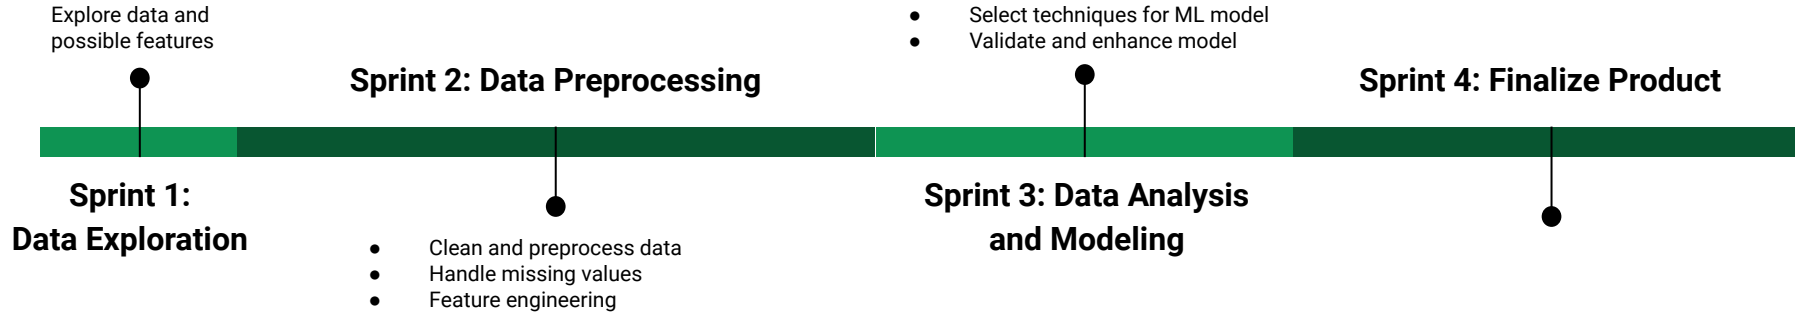 Explore data and
possible features
Sprint 1:
Data Exploration
Sprint 2: Data Preprocessing
● Clean and preprocess data
● Handle missing values
● Feature engineering
● Select techniques for ML model
● Validate and enhance model
Sprint 3: Data Analysis
and Modeling
Sprint 4: Finalize Product